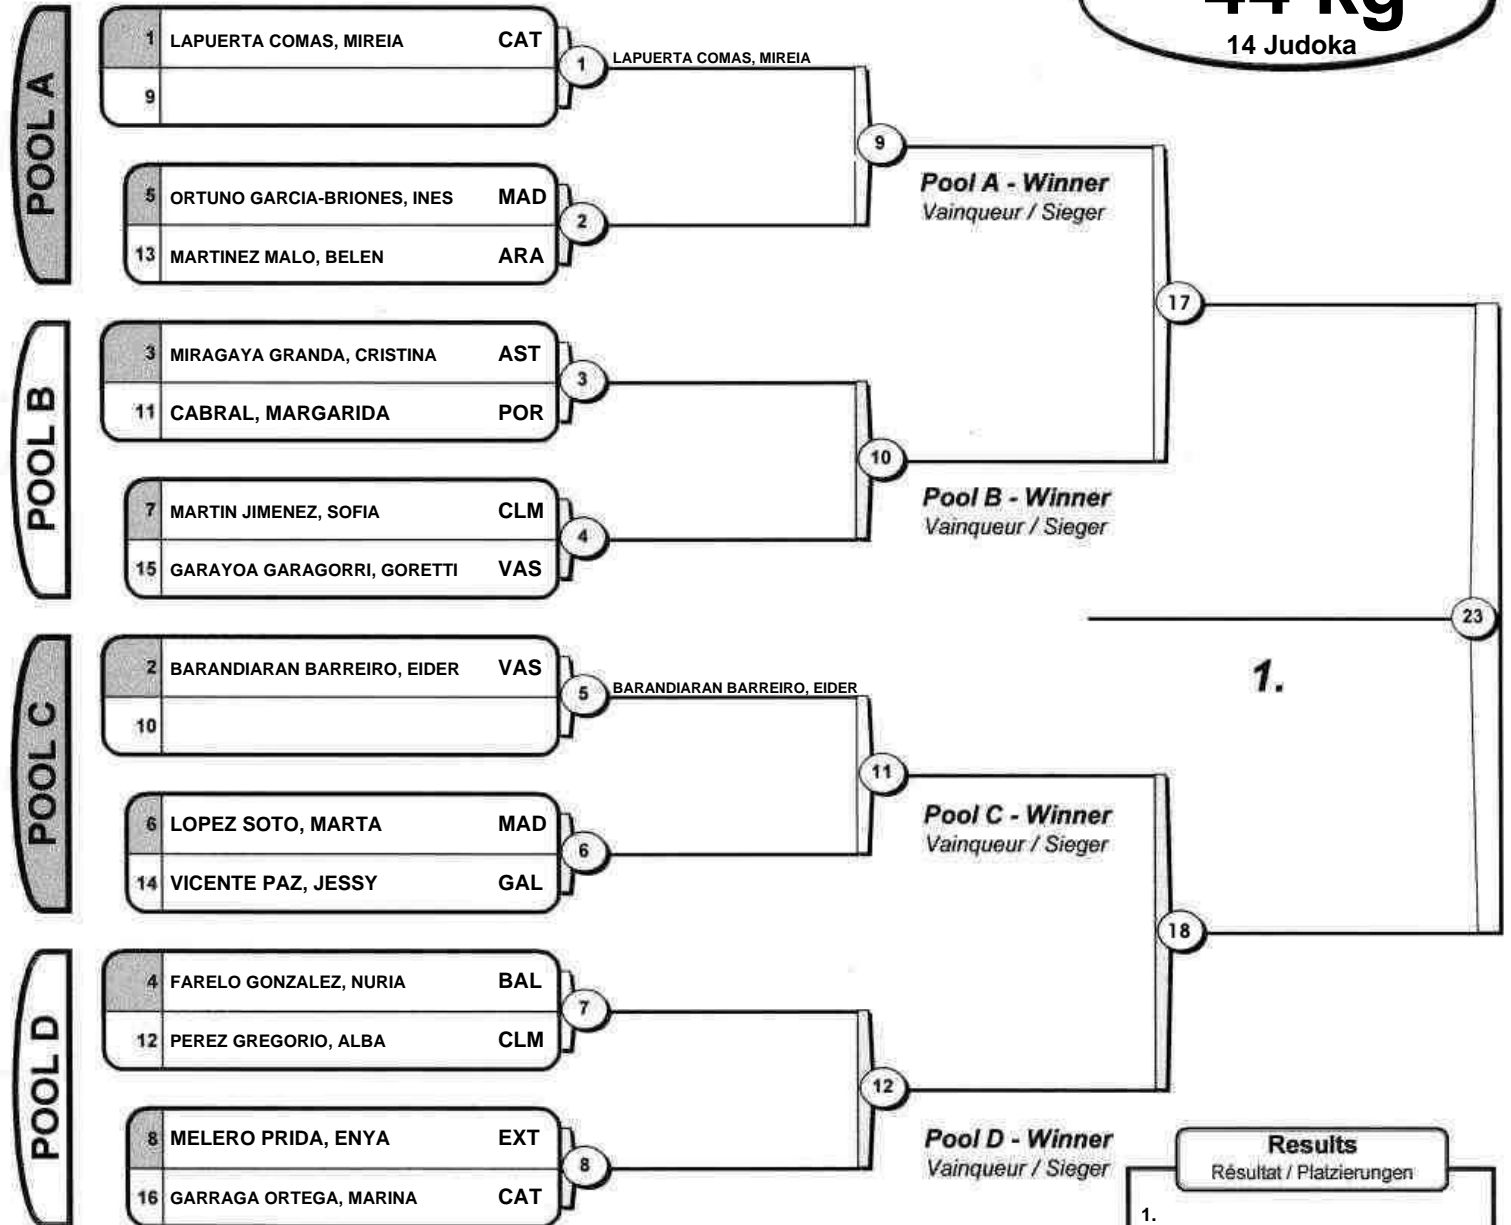 44 kg
14 Judoka
POOL A
1 LAPUERTA COMAS, MIREIA CAT
9
1 LAPUERTA COMAS, MIREIA
5 ORTUNO GARCIA-BRIONES, INES MAD
13 MARTINEZ MALO, BELEN ARA
2
9
Pool A - Winner
Vainqueur / Sieger
POOL B
3 MIRAGAYA GRANDA, CRISTINA AST
11 CABRAL, MARGARIDA POR
3
7 MARTIN JIMENEZ, SOFIA CLM
15 GARAYOA GARAGORRI, GORETTI VAS
4
10
Pool B - Winner
Vainqueur / Sieger
17
POOL C
2 BARANDIARAN BARREIRO, EIDER VAS
10
5 BARANDIARAN BARREIRO, EIDER
6 LOPEZ SOTO, MARTA MAD
14 VICENTE PAZ, JESSY GAL
6
11
Pool C - Winner
Vainqueur / Sieger
23
1.
POOL D
4 FARELO GONZALEZ, NURIA BAL
12 PEREZ GREGORIO, ALBA CLM
7
8 MELERO PRIDA, ENYA EXT
16 GARRAGA ORTEGA, MARINA CAT
8
12
Pool D - Winner
Vainqueur / Sieger
18
Results
Résultat / Platzierungen
1.